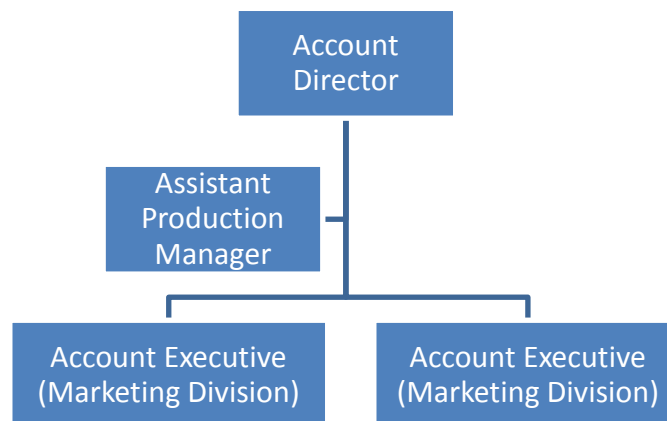 Account
Director
Assistant
Production
Manager
Account Executive
(Marketing Division)
Account Executive
(Marketing Division)